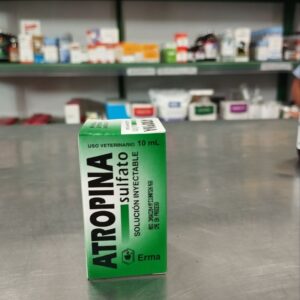 USO VETERINARIO 10 mL
ATROPINA
sulfato
SOLUCIÓN INYECTABLE
Erma